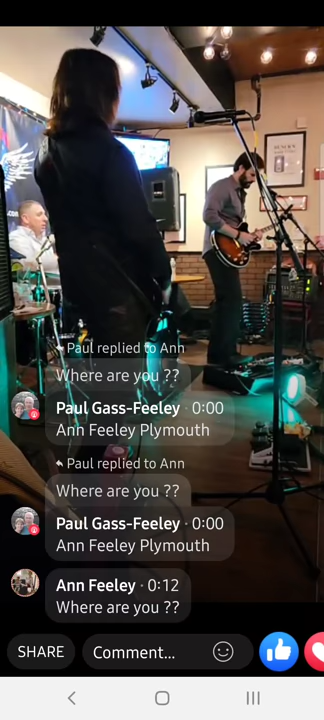 Paul replied to Ann
Where are you ??
Paul Gass-Feeley · 0:00
Ann Feeley Plymouth
Paul replied to Ann
Where are you ??
Paul Gass-Feeley · 0:00
Ann Feeley Plymouth
Ann Feeley · 0:12
Where are you ??
SHARE
Comment...